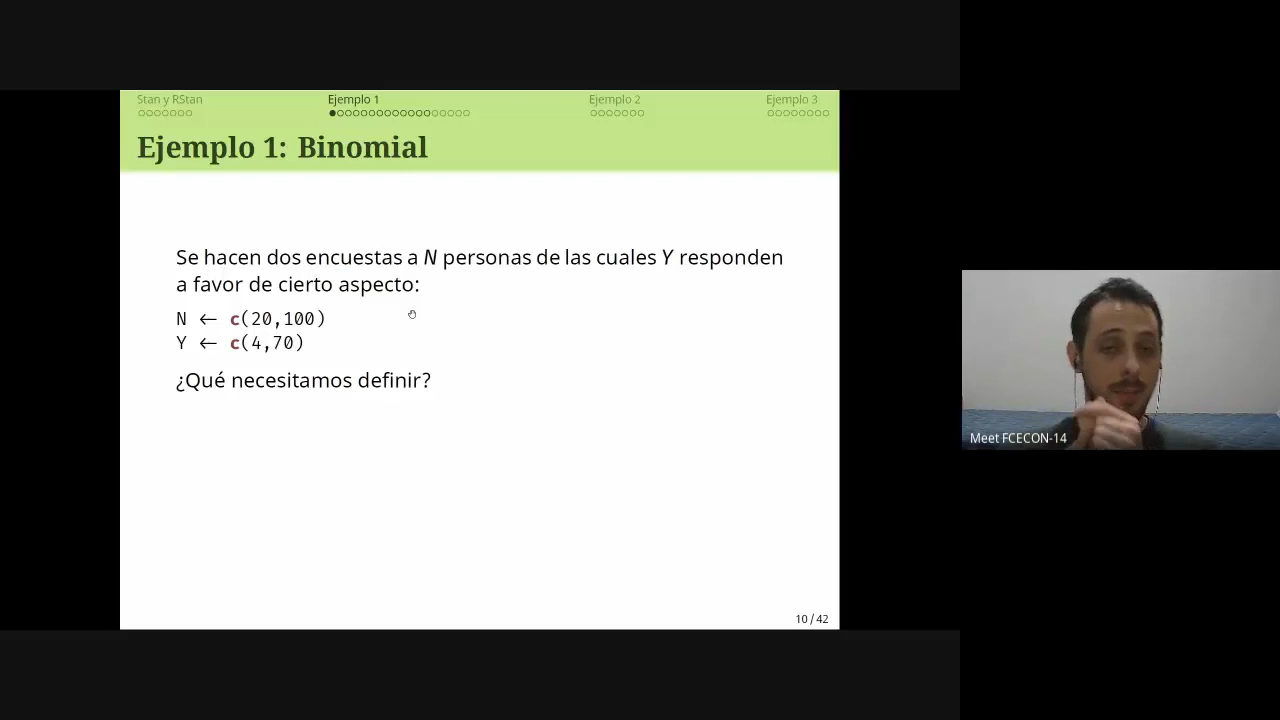 Stan y RStan
Ejemplo 1
Ejemplo 2
Ejemplo 3
Ejemplo 1: Binomial
Se hacen dos encuestas a N personas de las cuales Y responden
a favor de cierto aspecto:
N ← c(20,100)
Y ← c(4,70)
¿Qué necesitamos definir?
10 / 42
Meet FCECON-14